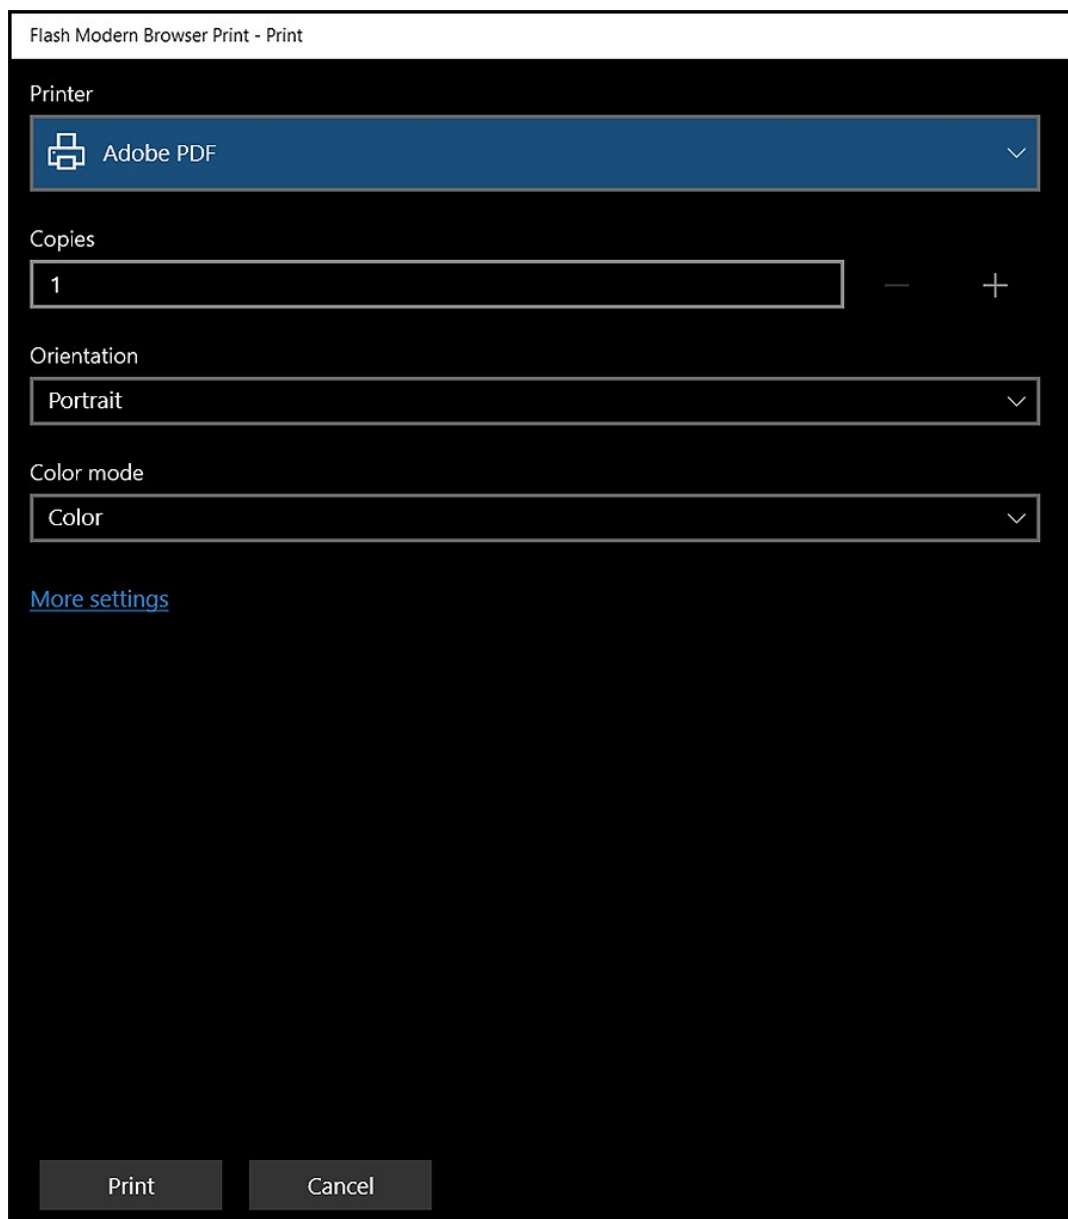 Flash Modern Browser Print - Print
Printer
Adobe PDF
Copies
1
Orientation
Portrait
Color mode
Color
More settings
Print Cancel